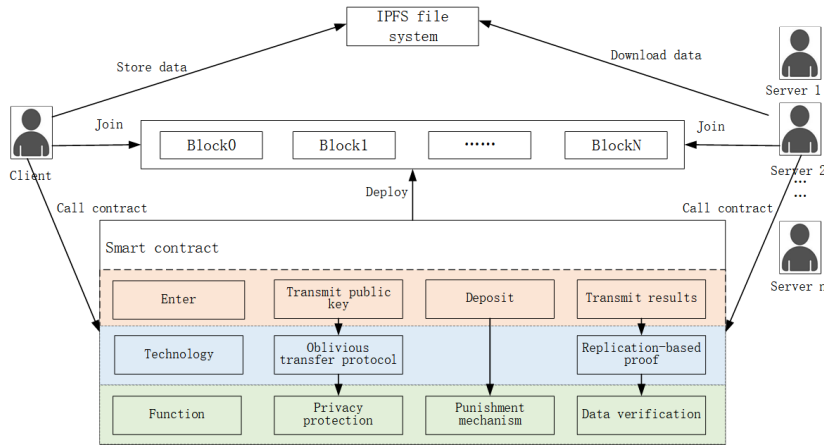 IPFS file
system
Store data
Download data
Server 1
Join
Block0
Block1
……
BlockN
Join
Client
Server 2
…
…
Deploy
Call contract
Call contract
Smart contract
Server n
Enter
Transmit public
key
Deposit
Transmit results
Technology
Oblivious
transfer protocol
Replication-based
proof
Function
Privacy
protection
Punishment
mechanism
Data verification